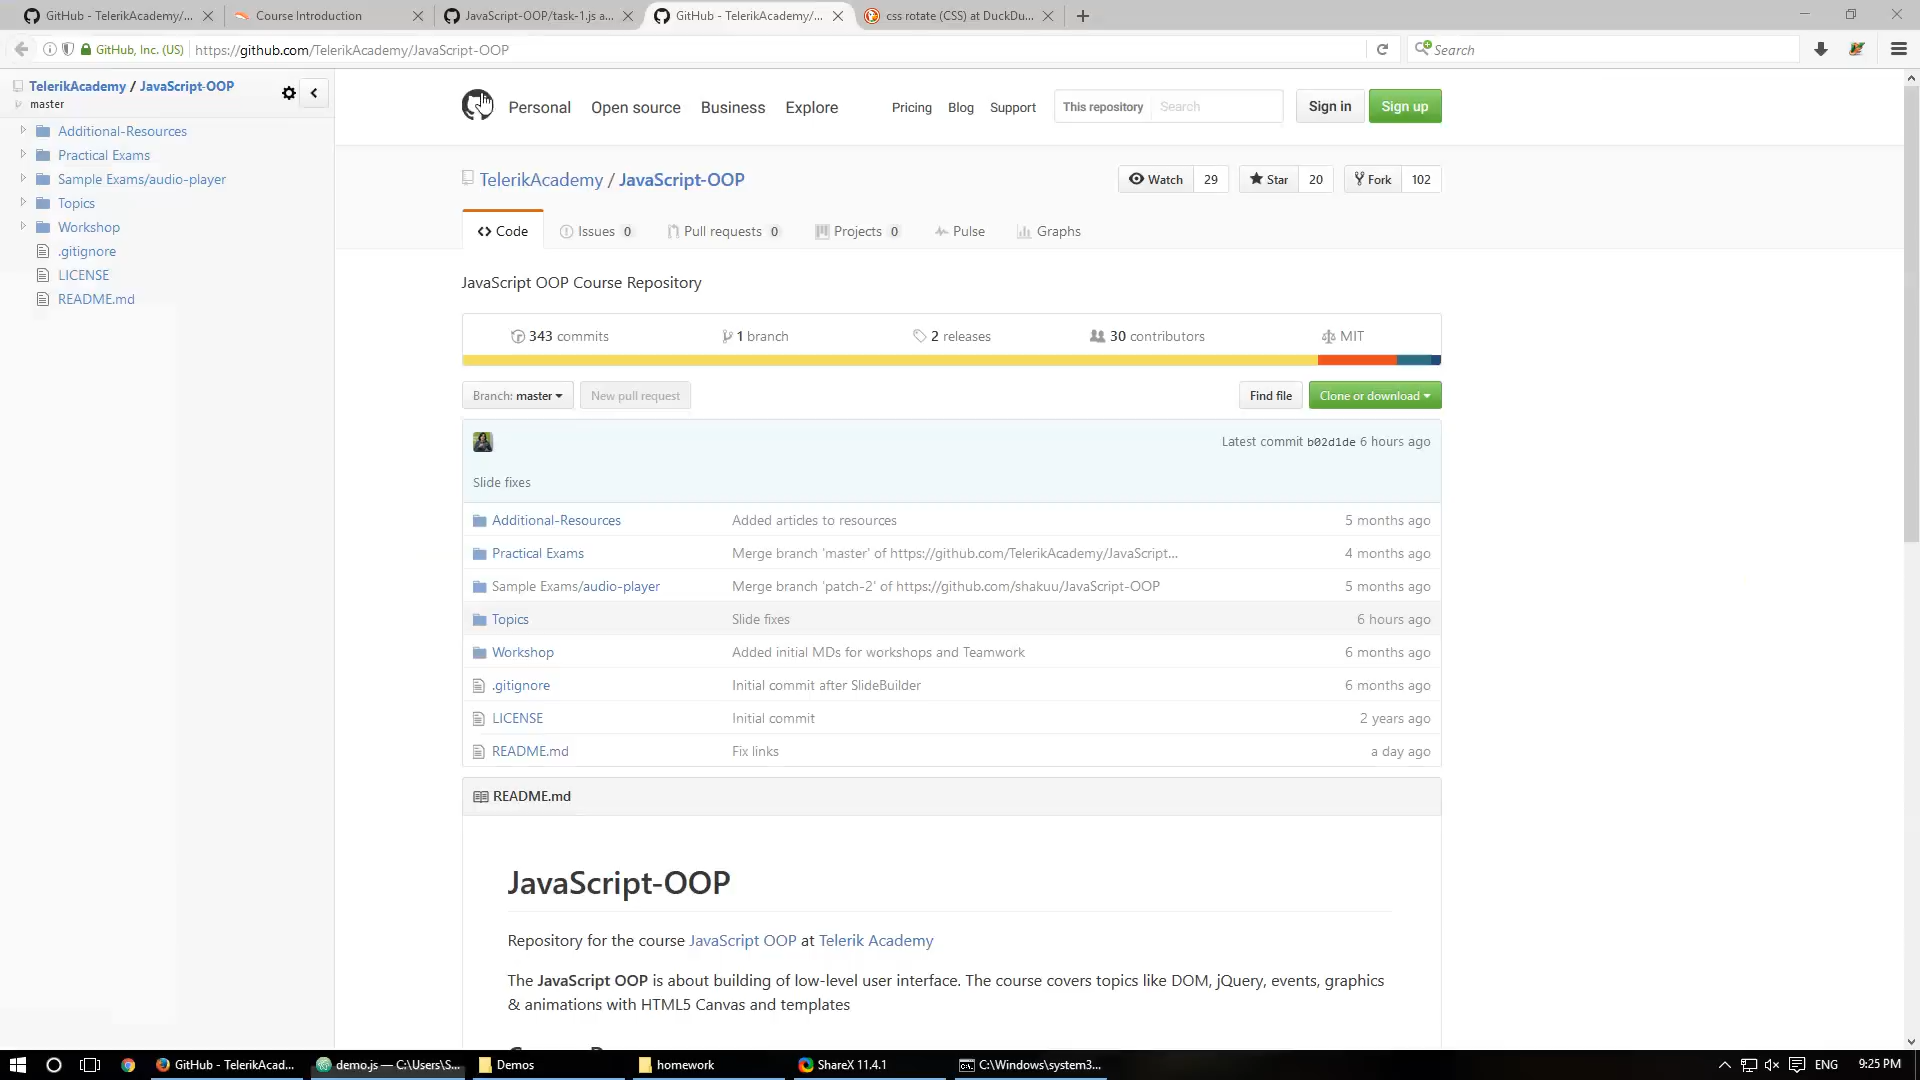 GitHub - TelerikAcademy/...
Course Introduction
JavaScript-OOP/task-1.js a...
GitHub - TelerikAcademy/...
css rotate (CSS) at DuckDu...
GitHub, Inc. (US)
https://github.com/TelerikAcademy/JavaScript-OOP
Search
TelerikAcademy / JavaScript-OOP
master
Additional-Resources
Practical Exams
Sample Exams/audio-player
Topics
Workshop
.gitignore
LICENSE
README.md
Personal Open source Business Explore
Pricing Blog Support
This repository Search
Sign in
Sign up
TelerikAcademy / JavaScript-OOP
Watch 29
Star 20
Fork 102
Code
Issues 0
Pull requests 0
Projects 0
Pulse
Graphs
JavaScript OOP Course Repository
343 commits
1 branch
2 releases
30 contributors
MIT
Branch: master
New pull request
Find file
Clone or download
Latest commit b02d1de 6 hours ago
Slide fixes
Additional-Resources Added articles to resources 5 months ago
Practical Exams Merge branch 'master' of https://github.com/TelerikAcademy/JavaScript... 4 months ago
Sample Exams/audio-player Merge branch 'patch-2' of https://github.com/shakuu/JavaScript-OOP 5 months ago
Topics Slide fixes 6 hours ago
Workshop Added initial MDs for workshops and Teamwork 6 months ago
.gitignore Initial commit after SlideBuilder 6 months ago
LICENSE Initial commit 2 years ago
README.md Fix links a day ago
README.md
JavaScript-OOP
Repository for the course JavaScript OOP at Telerik Academy
The JavaScript OOP is about building of low-level user interface. The course covers topics like DOM, jQuery, events, graphics
& animations with HTML5 Canvas and templates
GitHub - TelerikAcad...
demo.js — C:\Users\S...
Demos
homework
ShareX 11.4.1
C:\Windows\system3...
ENG
9:25 PM